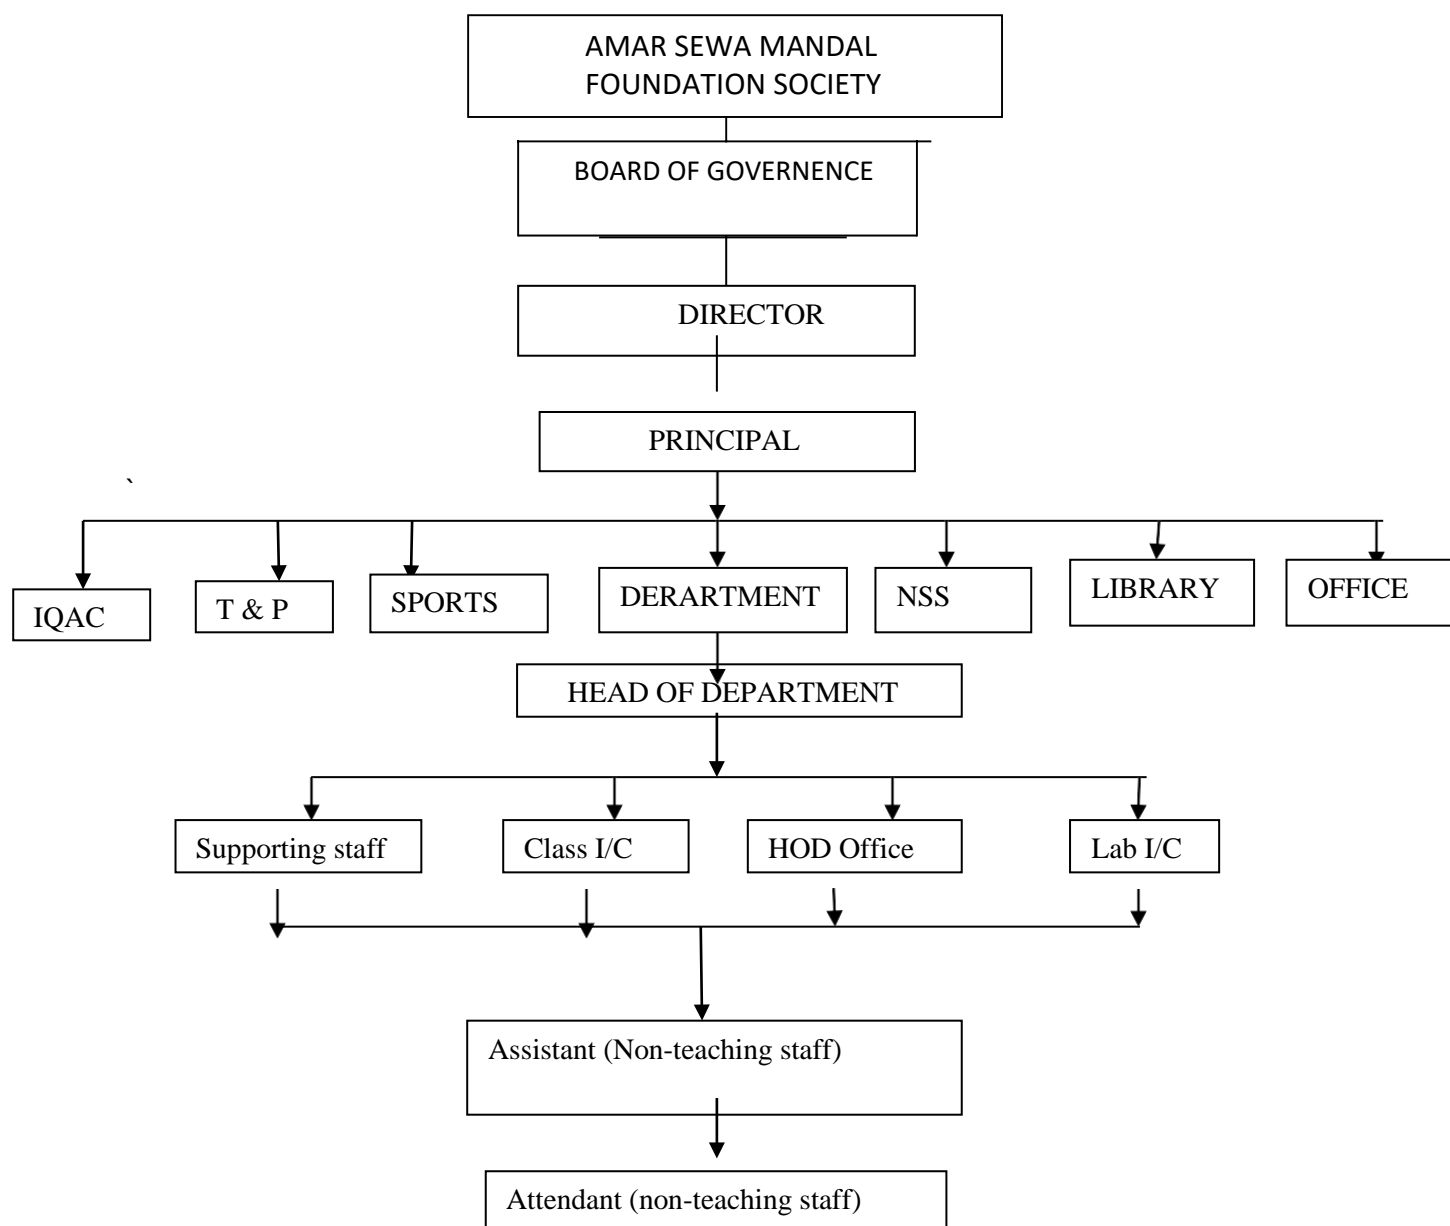 AMAR SEWA MANDAL
FOUNDATION SOCIETY
BOARD OF GOVERNENCE
DIRECTOR
PRINCIPAL
`
IQAC
T & P
SPORTS
DERARTMENT
NSS
LIBRARY
OFFICE
HEAD OF DEPARTMENT
Supporting staff
Class I/C
HOD Office
Lab I/C
Assistant (Non-teaching staff)
Attendant (non-teaching staff)